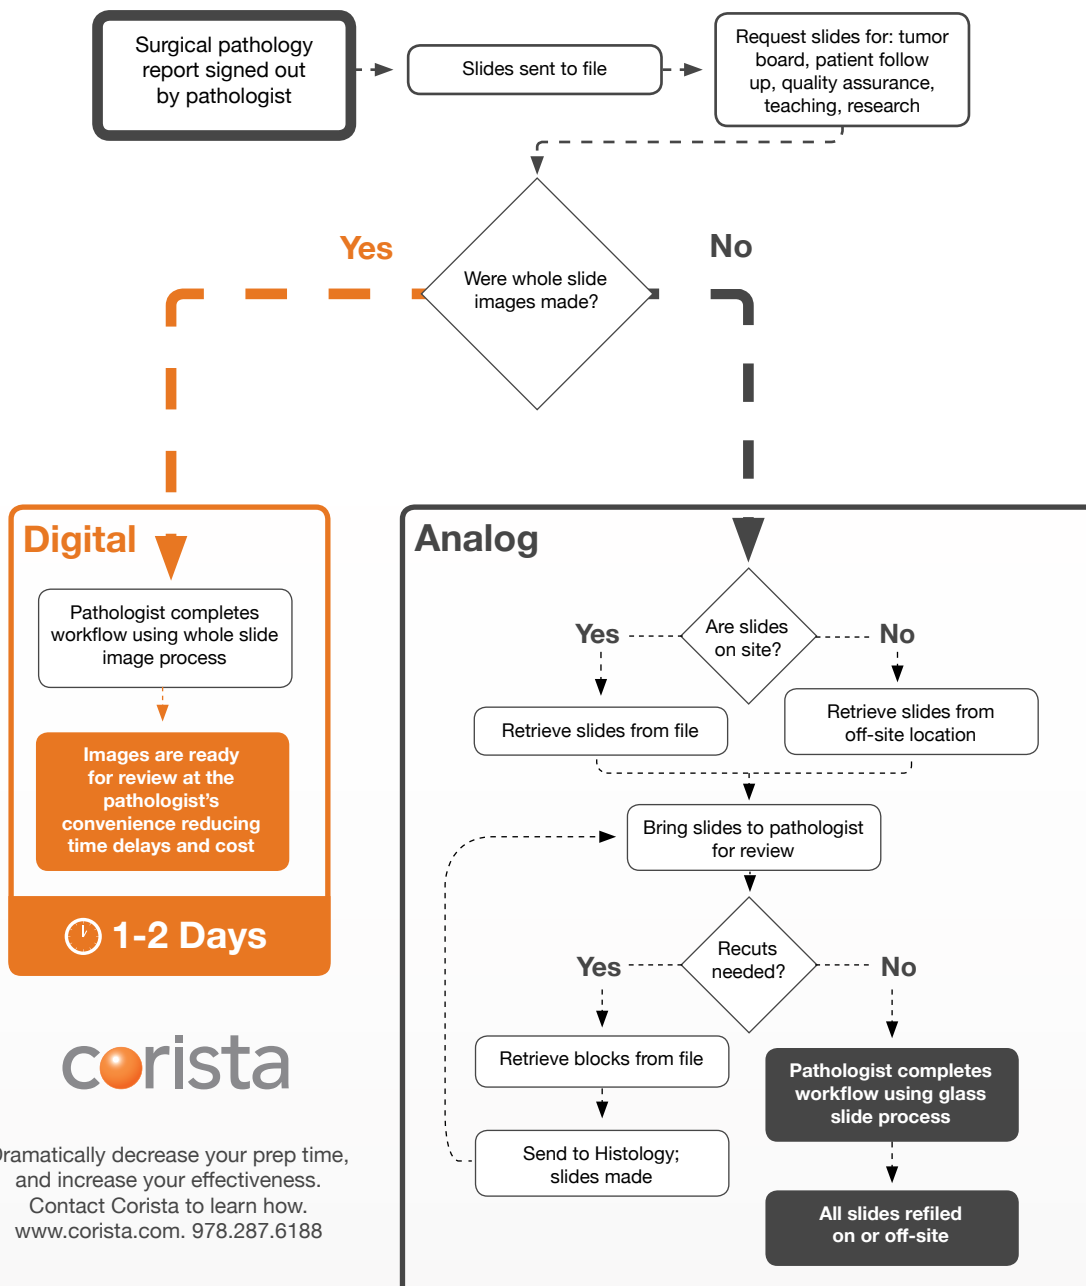 Surgical pathology
report signed out
by pathologist
Slides sent to file
Request slides for: tumor
board, patient follow
up, quality assurance,
teaching, research
Yes
No
Were whole slide
images made?
Digital
Pathologist completes
workflow using whole slide
image process
Images are ready
for review at the
pathologist's
convenience reducing
time delays and cost
1-2 Days
corista
Dramatically decrease your prep time,
and increase your effectiveness.
Contact Corista to learn how.
www.corista.com. 978.287.6188
Analog
Are slides
on site?
Yes
No
Retrieve slides from file
Retrieve slides from
off-site location
Bring slides to pathologist
for review
Recuts
needed?
Yes
No
Retrieve blocks from file
Send to Histology;
slides made
Pathologist completes
workflow using glass
slide process
All slides refiled
on or off-site